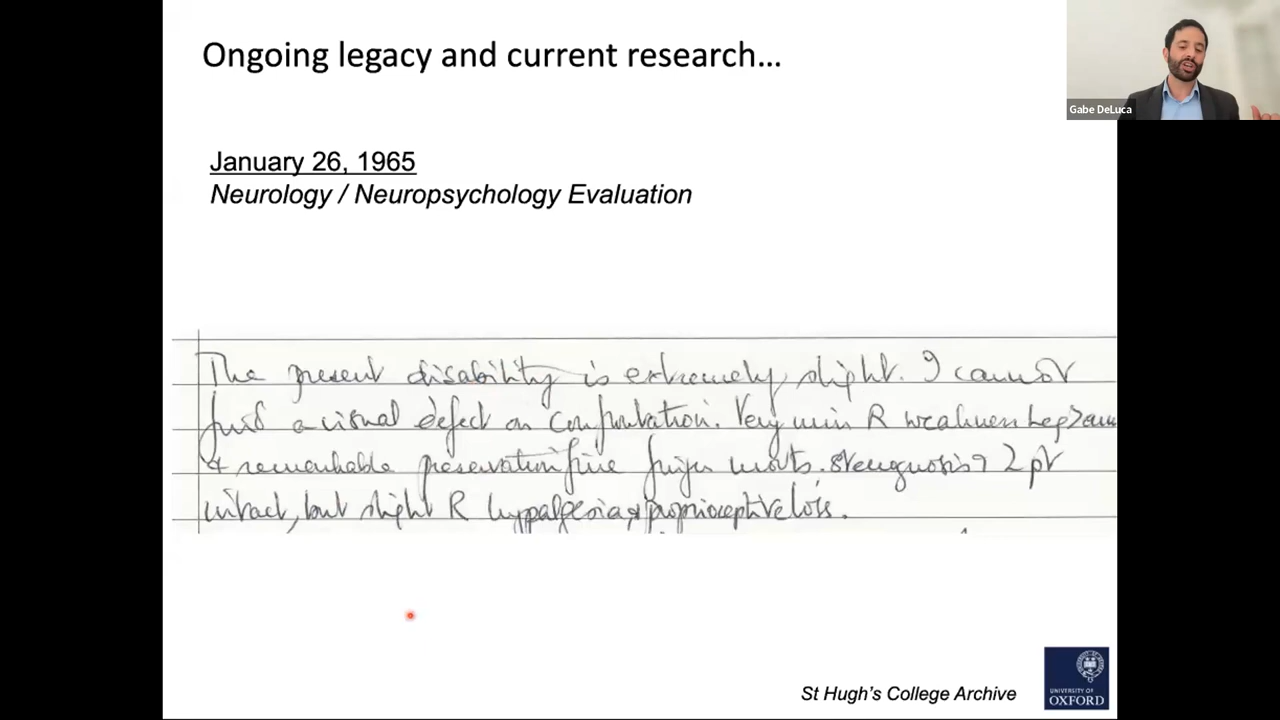 Ongoing legacy and current research…
Gabe DeLuca
January 26, 1965
Neurology / Neuropsychology Evaluation
The present disability is extremely slight. I cannot
find a visual defect on confrontation. Very min R weakness leg > arm
& remarkable preservation fine finger movts. Stereognosis & 2 pt
intact, but slight R hypalgesia & proprioceptive loss.
St Hugh's College Archive
UNIVERSITY OF
OXFORD